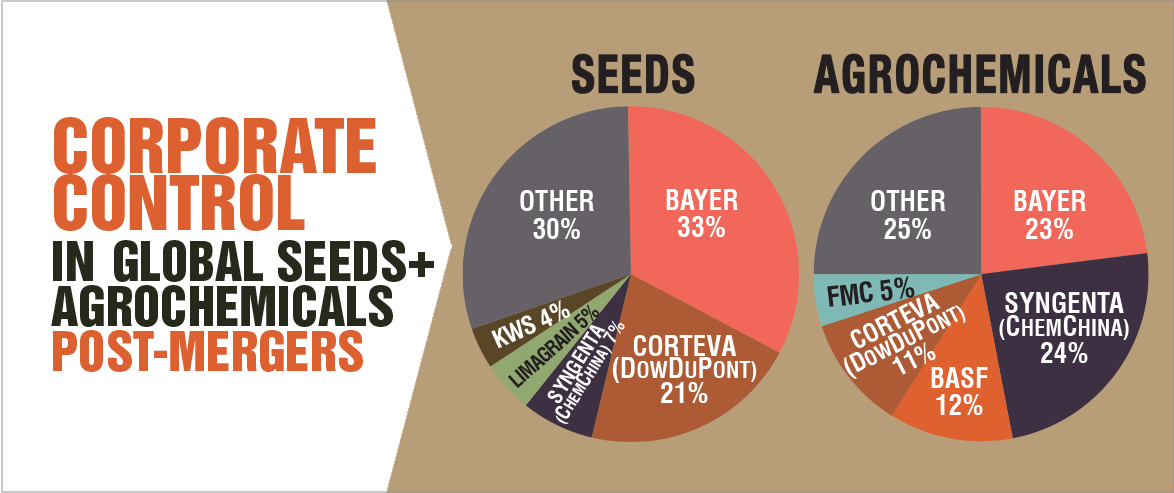 CORPORATE
CONTROL
IN GLOBAL SEEDS+
AGROCHEMICALS
POST-MERGERS
SEEDS
OTHER
30%
BAYER
33%
KWS 4%
LIMAGRAIN 5%
SYNGENTA
(CHEMCHINA) 7%
CORTEVA
(DOWDUPONT)
21%
AGROCHEMICALS
OTHER
25%
BAYER
23%
FMC 5%
CORTEVA
(DOWDUPONT)
11%
BASF
12%
SYNGENTA
(CHEMCHINA)
24%